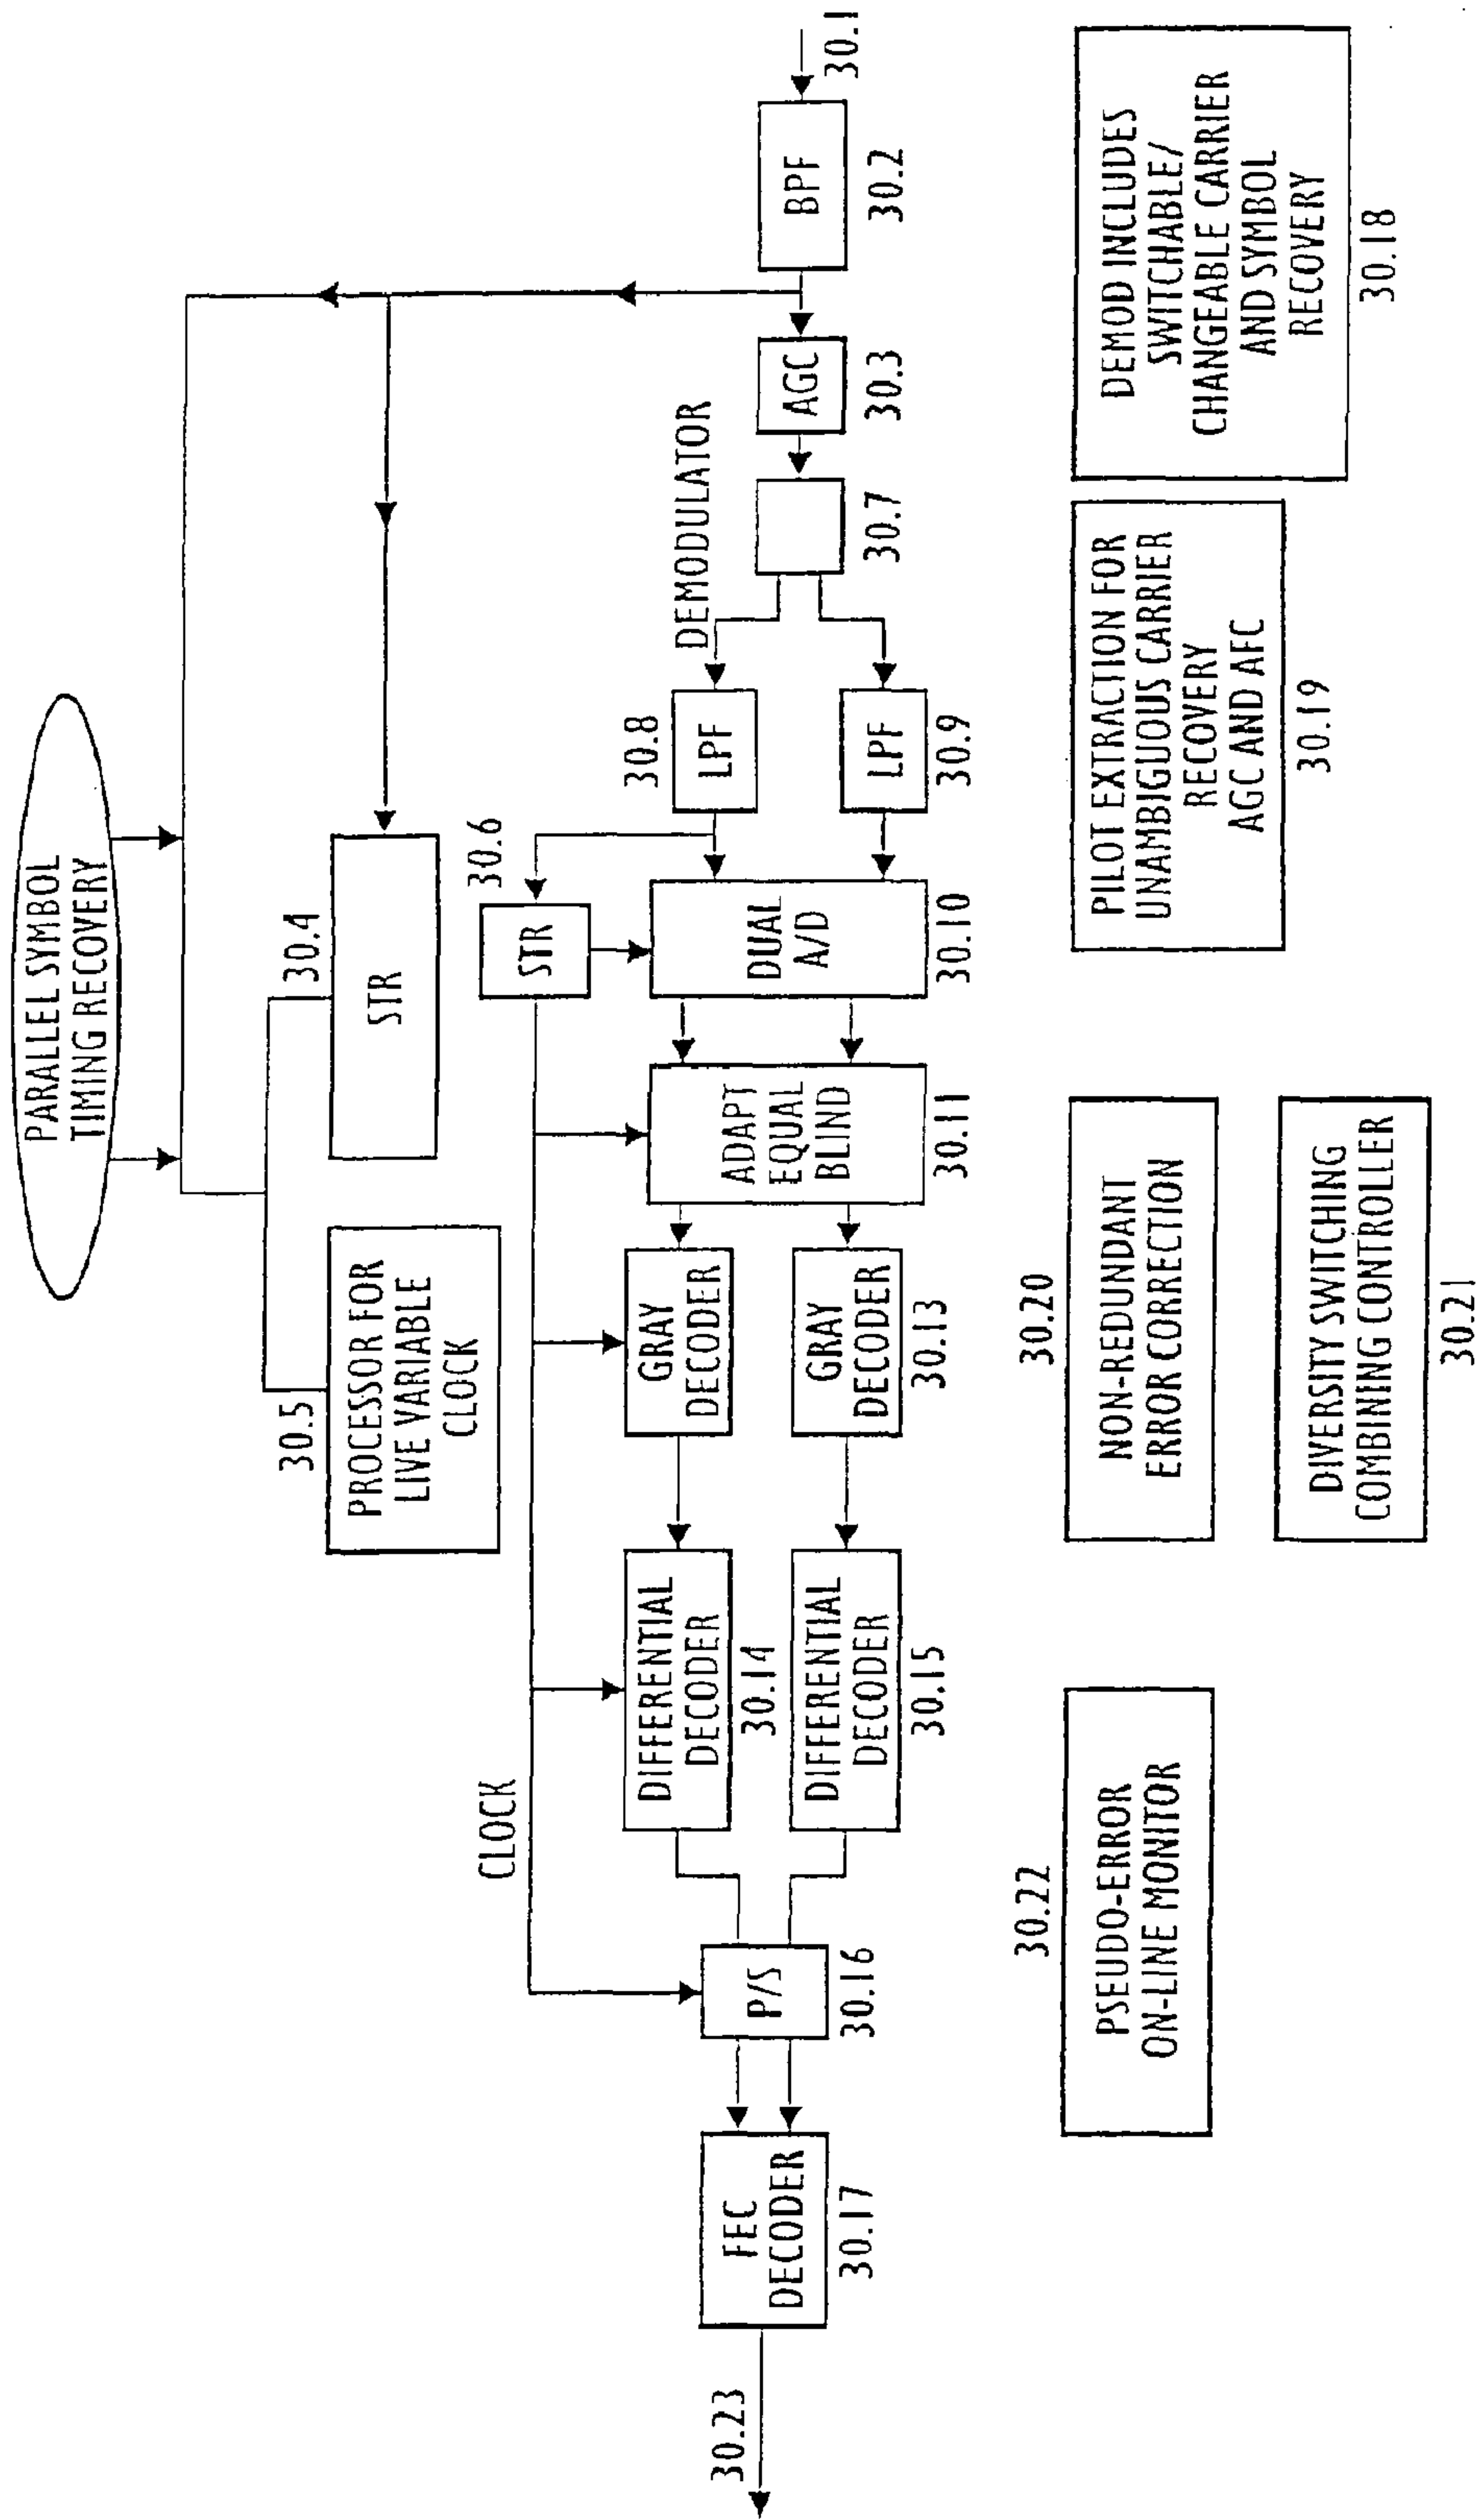 PARALLEL SYMBOL
TIMING RECOVERY
30.4
STR
30.5
PROCESSOR FOR
LIVE VARIABLE
CLOCK
30.6
STR
CLOCK
DEMODULATOR
30.1
BPF
30.2
AGC
30.3
30.7
30.8
LPF
LPF
30.9
DUAL
A/D
30.10
ADAPT
EQUAL
BLIND
30.11
GRAY
DECODER
GRAY
DECODER
30.13
DIFFERENTIAL
DECODER
30.14
DIFFERENTIAL
DECODER
30.15
P/S
30.16
FEC
DECODER
30.17
30.23
DEMOD INCLUDES
SWITCHABLE/
CHANGEABLE CARRIER
AND SYMBOL
RECOVERY
30.18
PILOT EXTRACTION FOR
UNAMBIGUOUS CARRIER
RECOVERY
AGC AND AFC
30.19
30.20
NON-REDUNDANT
ERROR CORRECTION
DIVERSITY SWITCHING
COMBINING CONTROLLER
30.21
30.22
PSEUDO-ERROR
ON-LINE MONITOR